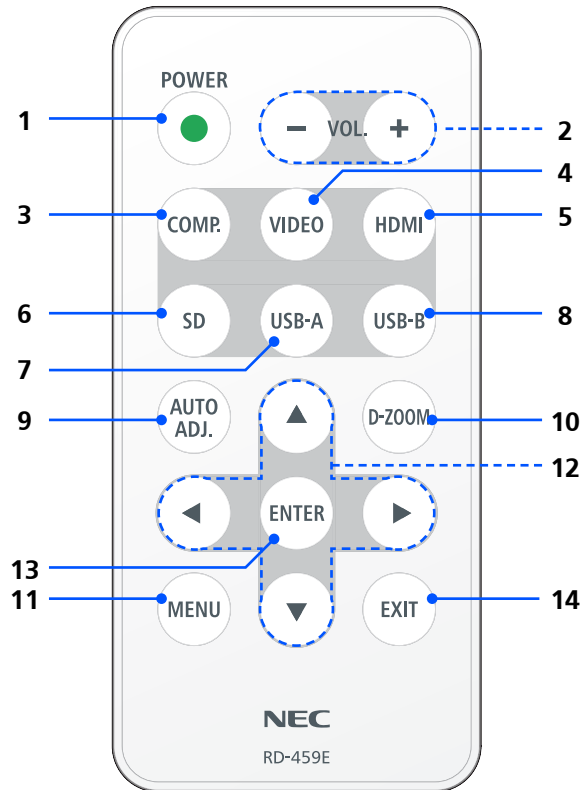 POWER
1
− VOL. +
2
4
3
COMP.
VIDEO
HDMI
5
6
SD
USB-A
USB-B
8
7
9
AUTO
ADJ.
D-ZOOM
10
12
ENTER
13
11
MENU
EXIT
14
NEC
RD-459E